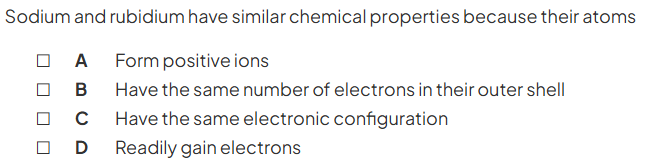 Sodium and rubidium have similar chemical properties because their atoms
A Form positive ions
B Have the same number of electrons in their outer shell
C Have the same electronic configuration
D Readily gain electrons